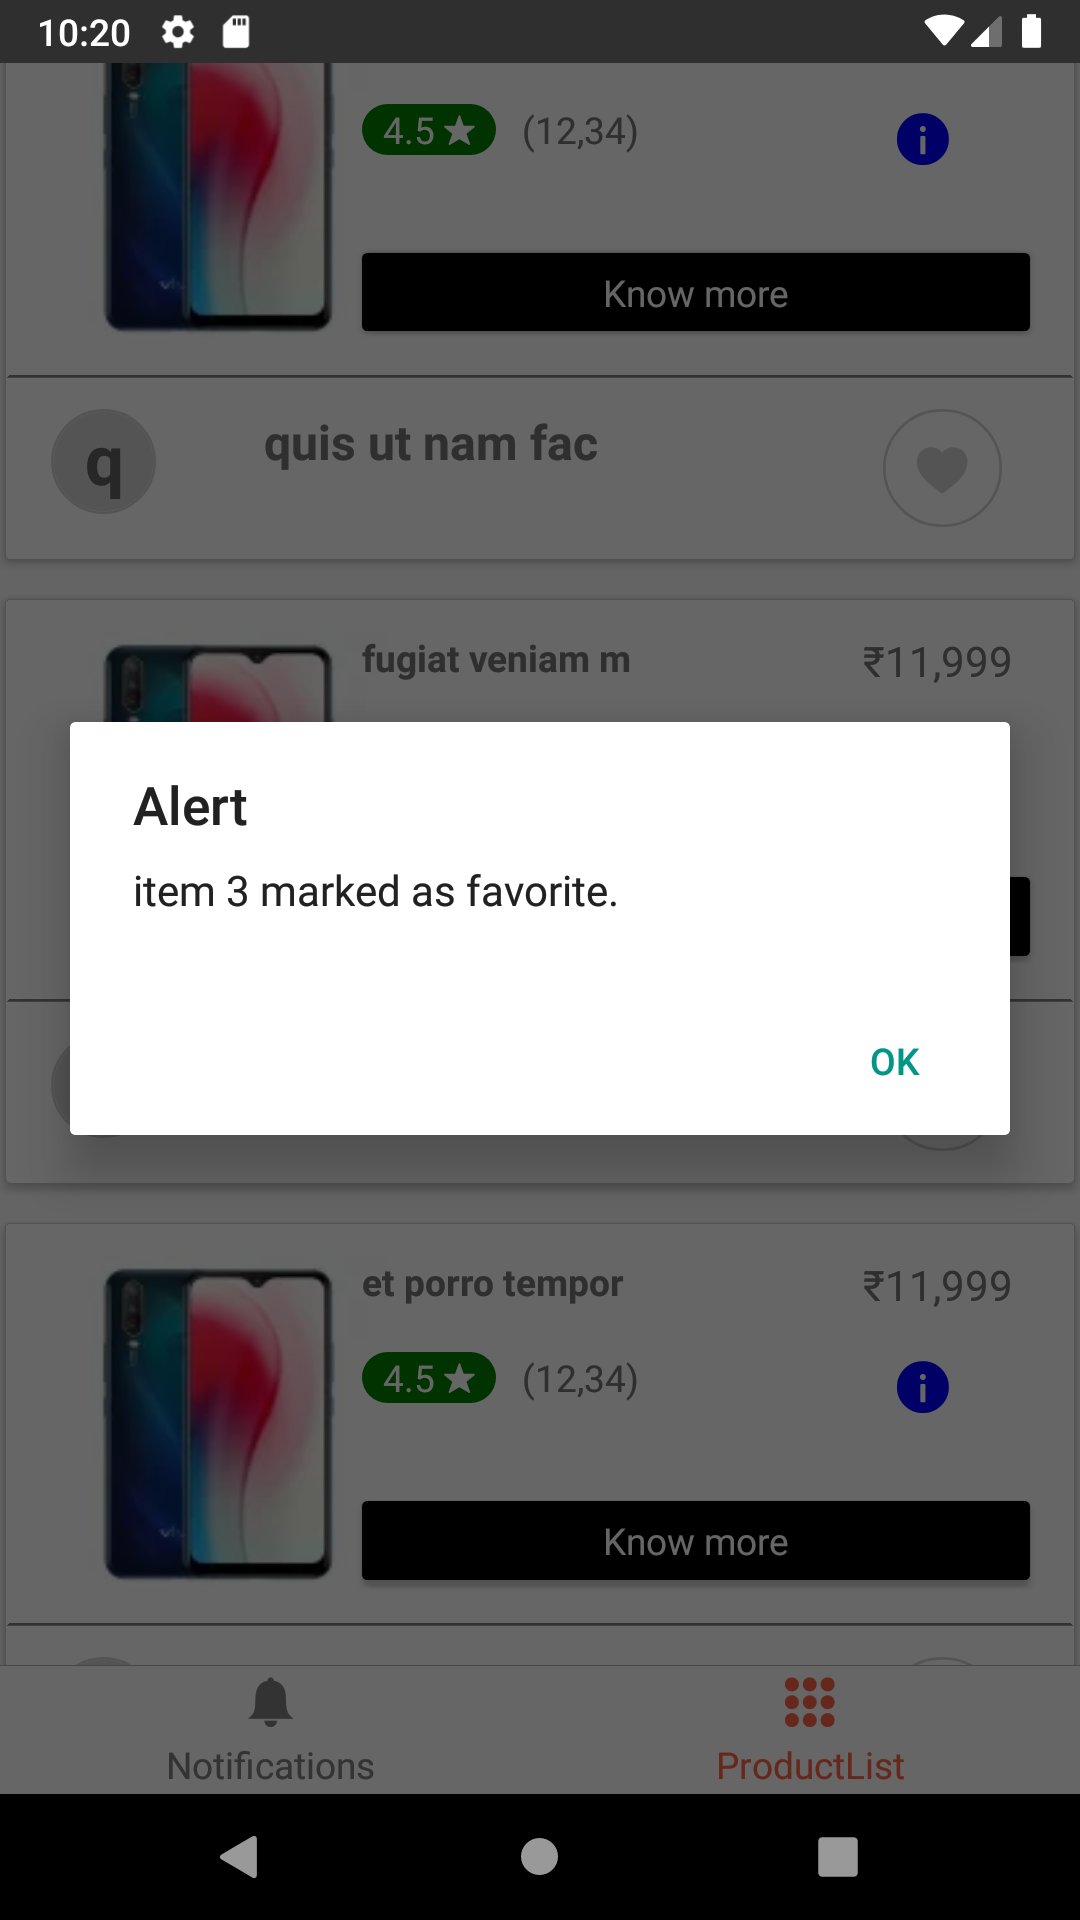 10:20
4.5 (12,34)
Know more
q quis ut nam fac
fugiat veniam m ₹11,999
Alert
item 3 marked as favorite.
OK
et porro tempor ₹11,999
4.5 (12,34)
Know more
Notifications ProductList